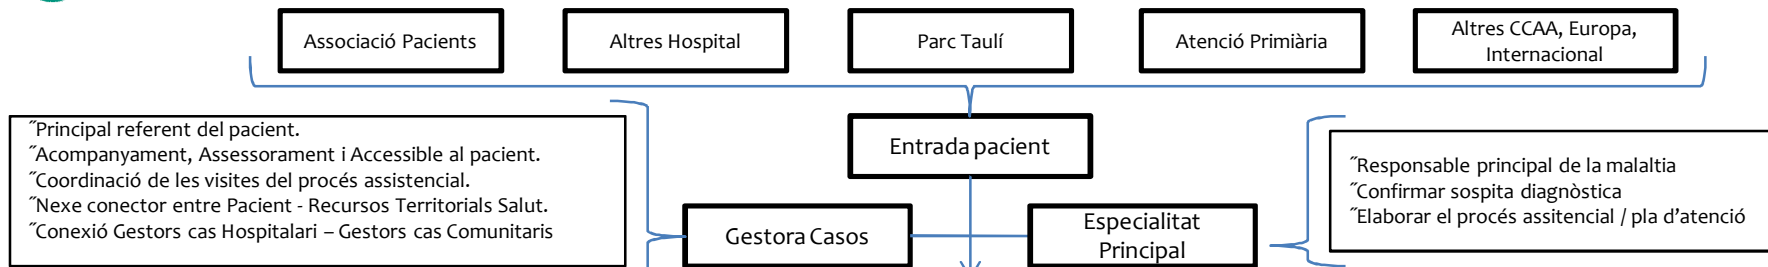 Associació Pacients
Altres Hospital
Parc Taulí
Atenció Primiària
Altres CCAA, Europa,
Internacional
Entrada pacient
˝Principal referent del pacient.
˝Acompanyament, Assessorament i Accessible al pacient.
˝Coordinació de les visites del procés assistencial.
˝Nexe conector entre Pacient - Recursos Territorials Salut.
˝Conexió Gestors cas Hospitalari – Gestors cas Comunitaris
Gestora Casos
Especialitat
Principal
˝Responsable principal de la malaltia
˝Confirmar sospita diagnòstica
˝Elaborar el procés assitencial / pla d’atenció